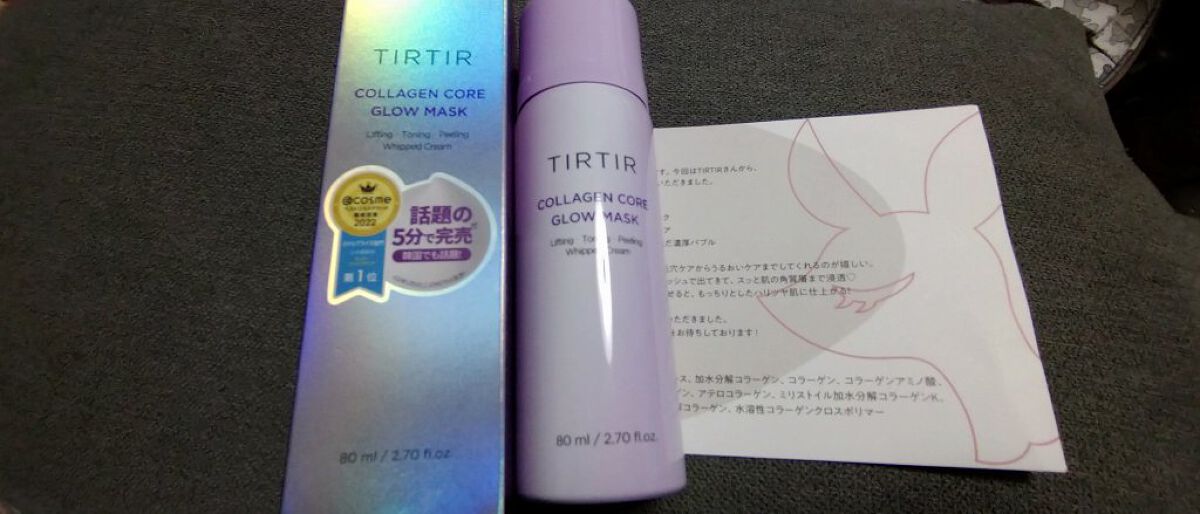 TIRTIR
COLLAGEN CORE
GLOW MASK
Lifting · Toning · Peeling
Whipped Cream
@cosme
2022
第1位
話題の
5分で完売
韓国でも話題!
80 ml / 2.70 fl.oz.
TIRTIR
COLLAGEN CORE
GLOW MASK
Lifting · Toning · Peeling
Whipped Cream
80 ml / 2.70 fl.oz.
す。今回はTIRTIRさんから、
いただきました。
ク
ア
だ濃厚バブル
毛穴ケアからうるおいケアまでしてくれるのが嬉しい。
ッシュで出てきて、スッと肌の角質層まで浸透♡
せると、もっちりとしたハリツヤ肌に仕上がる!
いただきました。
お待ちしております!
ス、加水分解コラーゲン、コラーゲン、コラーゲンアミノ酸、
ゲン、アテロコラーゲン、ミリストイル加水分解コラーゲンK、
コラーゲン、水溶性コラーゲンクロスポリマー